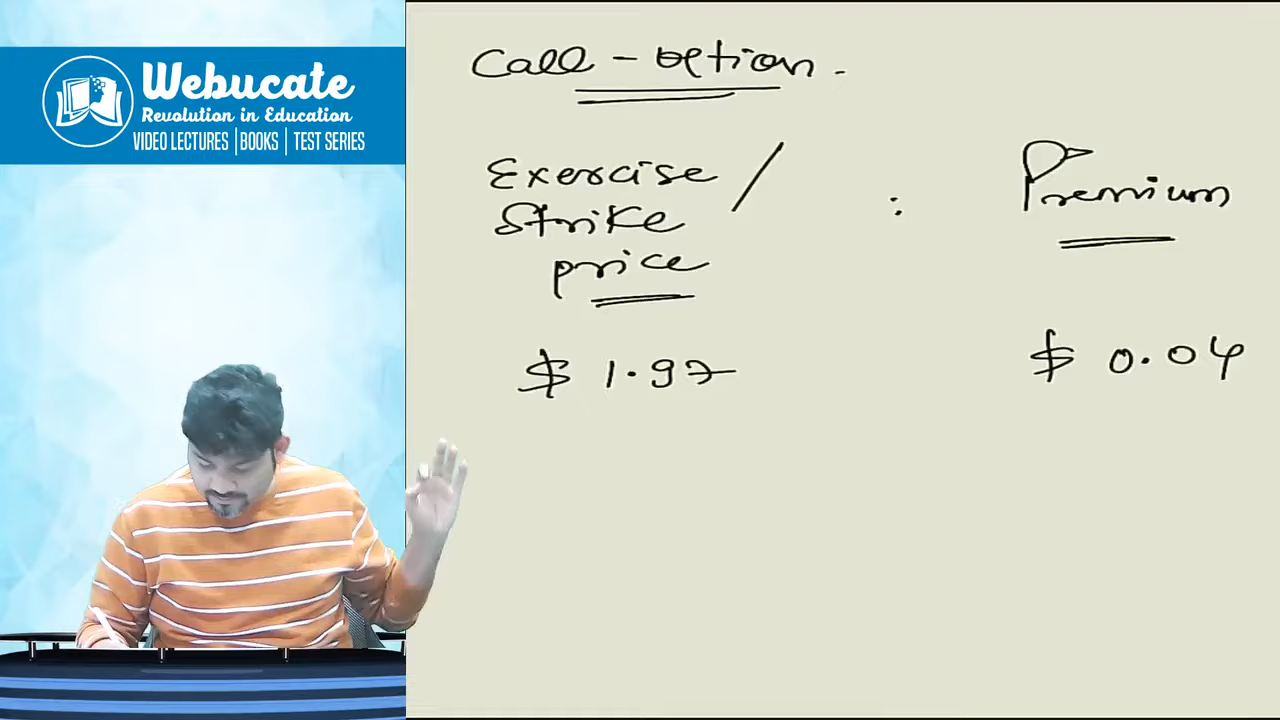 Webucate
Revolution in Education
VIDEO LECTURES | BOOKS | TEST SERIES
Call - option.
Exercise /
Strike
price
: Premium
$ 1.97
$ 0.04